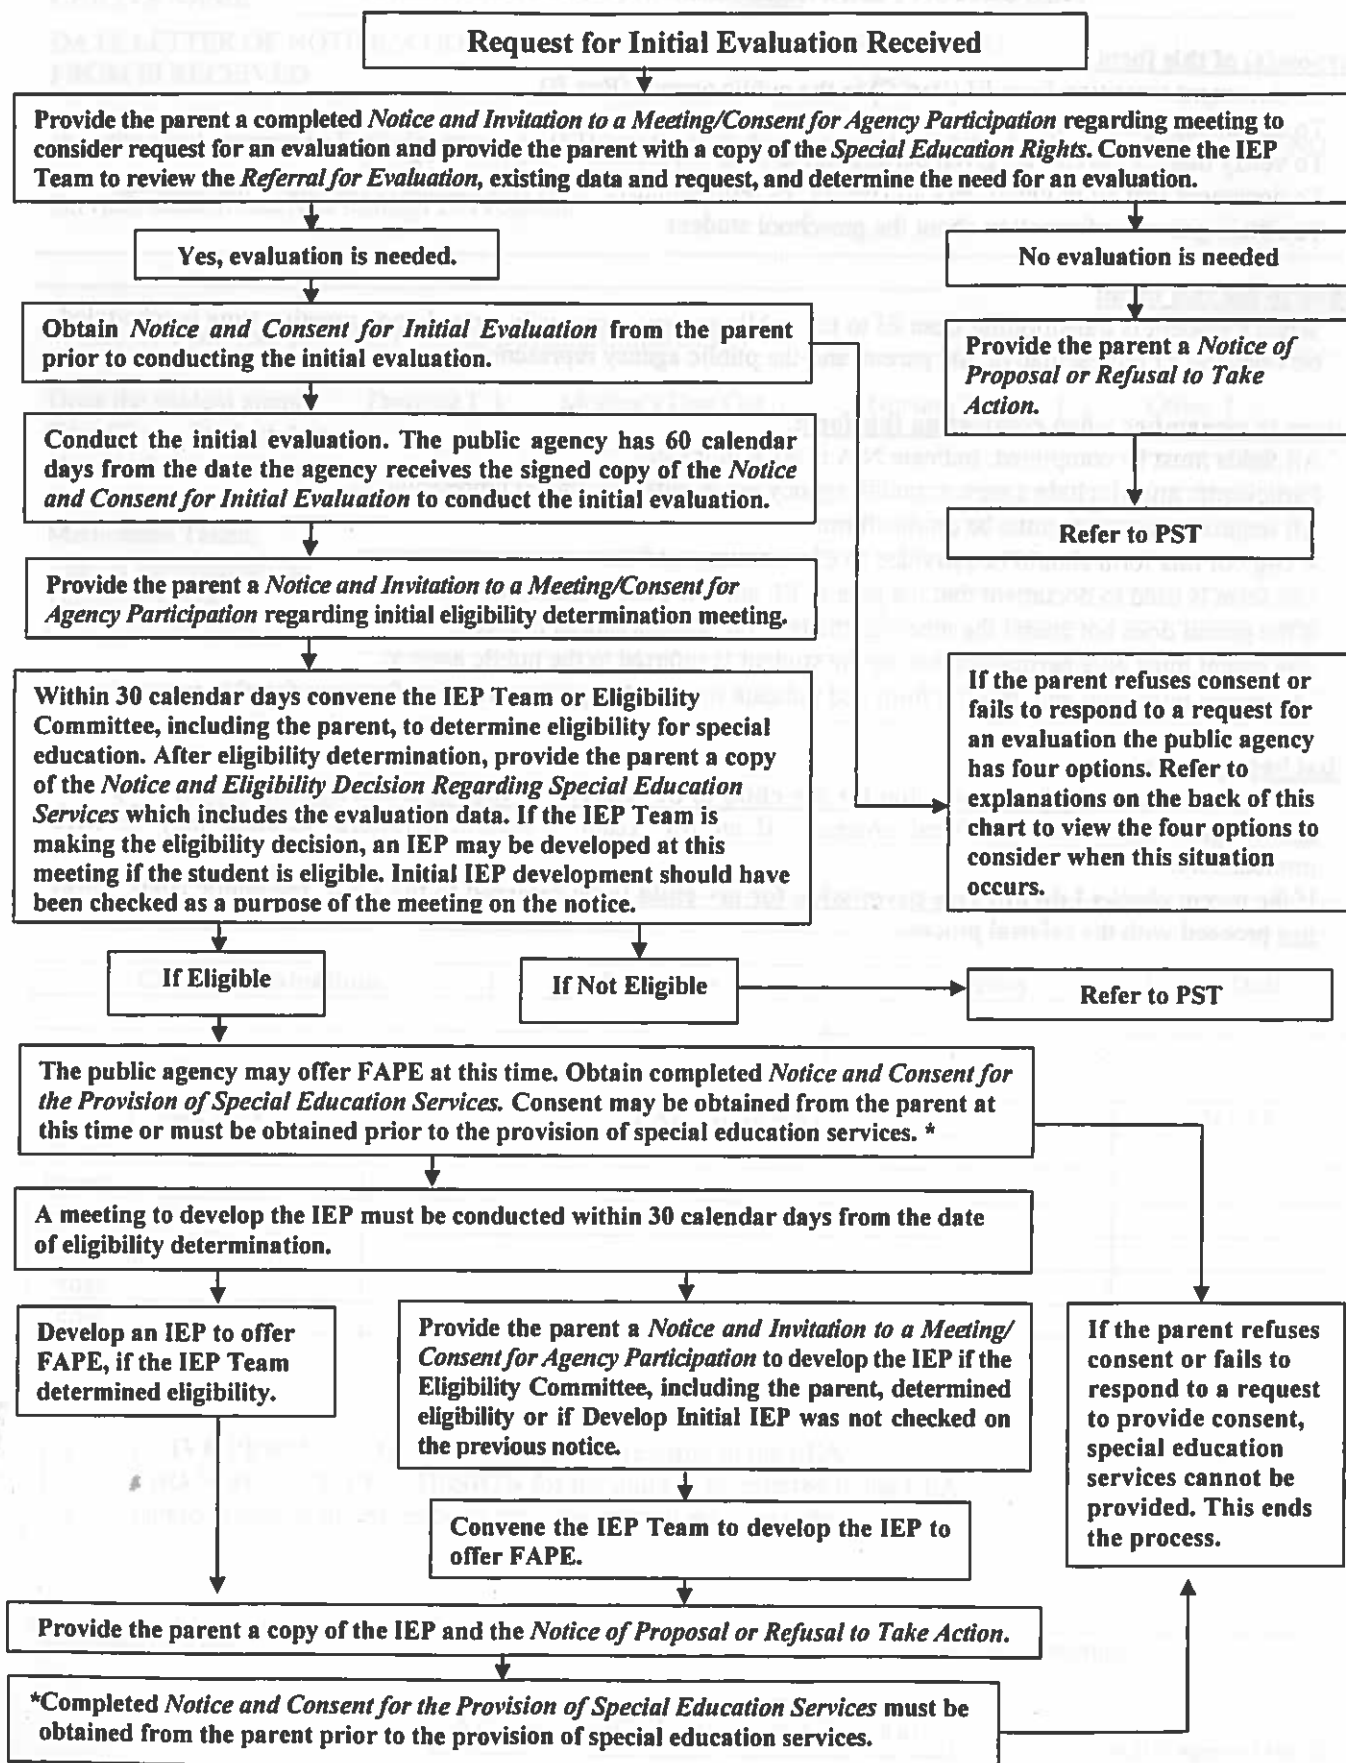 Request for Initial Evaluation Received
Provide the parent a completed Notice and Invitation to a Meeting/Consent for Agency Participation regarding meeting to
consider request for an evaluation and provide the parent with a copy of the Special Education Rights. Convene the IEP
Team to review the Referral for Evaluation, existing data and request, and determine the need for an evaluation.
Yes, evaluation is needed.
No evaluation is needed
Obtain Notice and Consent for Initial Evaluation from the parent
prior to conducting the initial evaluation.
Provide the parent a Notice of
Proposal or Refusal to Take
Action.
Conduct the initial evaluation. The public agency has 60 calendar
days from the date the agency receives the signed copy of the Notice
and Consent for Initial Evaluation to conduct the initial evaluation.
Refer to PST
Provide the parent a Notice and Invitation to a Meeting/Consent for
Agency Participation regarding initial eligibility determination meeting.
Within 30 calendar days convene the IEP Team or Eligibility
Committee, including the parent, to determine eligibility for special
education. After eligibility determination, provide the parent a copy
of the Notice and Eligibility Decision Regarding Special Education
Services which includes the evaluation data. If the IEP Team is
making the eligibility decision, an IEP may be developed at this
meeting if the student is eligible. Initial IEP development should have
been checked as a purpose of the meeting on the notice.
If the parent refuses consent or
fails to respond to a request for
an evaluation the public agency
has four options. Refer to
explanations on the back of this
chart to view the four options to
consider when this situation
occurs.
If Eligible
If Not Eligible
Refer to PST
The public agency may offer FAPE at this time. Obtain completed Notice and Consent for
the Provision of Special Education Services. Consent may be obtained from the parent at
this time or must be obtained prior to the provision of special education services. *
A meeting to develop the IEP must be conducted within 30 calendar days from the date
of eligibility determination.
Develop an IEP to offer
FAPE, if the IEP Team
determined eligibility.
Provide the parent a Notice and Invitation to a Meeting/
Consent for Agency Participation to develop the IEP if the
Eligibility Committee, including the parent, determined
eligibility or if Develop Initial IEP was not checked on
the previous notice.
If the parent refuses
consent or fails to
respond to a request
to provide consent,
special education
services cannot be
provided. This ends
the process.
Convene the IEP Team to develop the IEP to
offer FAPE.
Provide the parent a copy of the IEP and the Notice of Proposal or Refusal to Take Action.
*Completed Notice and Consent for the Provision of Special Education Services must be
obtained from the parent prior to the provision of special education services.